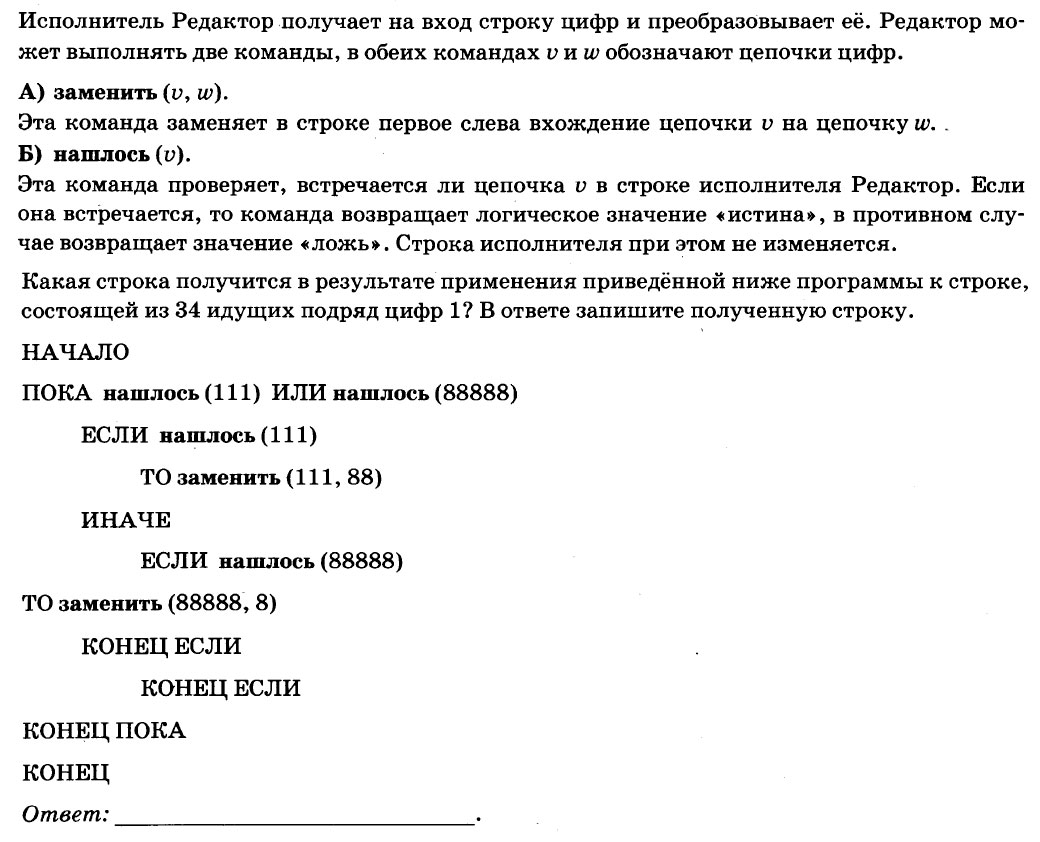 Исполнитель Редактор получает на вход строку цифр и преобразовывает её. Редактор мо-
жет выполнять две команды, в обеих командах v и w обозначают цепочки цифр.
А) заменить (v, w).
Эта команда заменяет в строке первое слева вхождение цепочки v на цепочку w.
Б) нашлось (v).
Эта команда проверяет, встречается ли цепочка v в строке исполнителя Редактор. Если
она встречается, то команда возвращает логическое значение «истина», в противном слу-
чае возвращает значение «ложь». Строка исполнителя при этом не изменяется.
Какая строка получится в результате применения приведённой ниже программы к строке,
состоящей из 34 идущих подряд цифр 1? В ответе запишите полученную строку.
НАЧАЛО
ПОКА нашлось (111) ИЛИ нашлось (88888)
ЕСЛИ нашлось (111)
ТО заменить (111, 88)
ИНАЧЕ
ЕСЛИ нашлось (88888)
ТО заменить (88888, 8)
КОНЕЦ ЕСЛИ
КОНЕЦ ЕСЛИ
КОНЕЦ ПОКА
КОНЕЦ
Ответ: ______________________________.